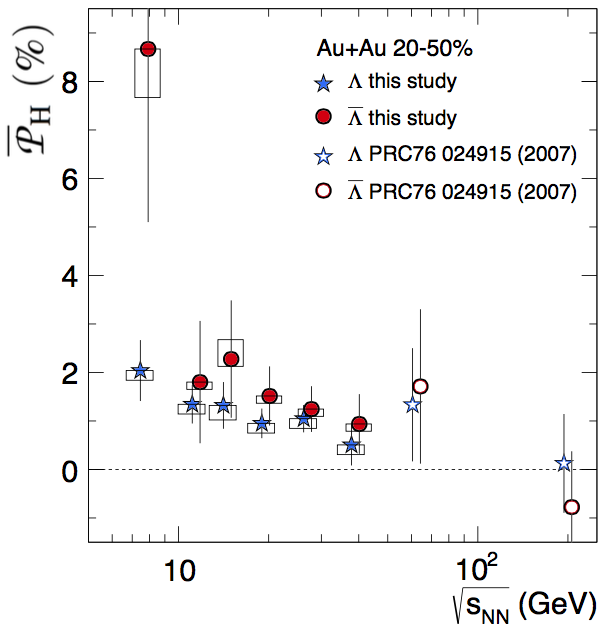 𝒫̅H (%)
8
6
4
2
0
Au+Au 20-50%
Λ this study
Λ̅ this study
Λ PRC76 024915 (2007)
Λ̅ PRC76 024915 (2007)
10
10²
√sNN (GeV)